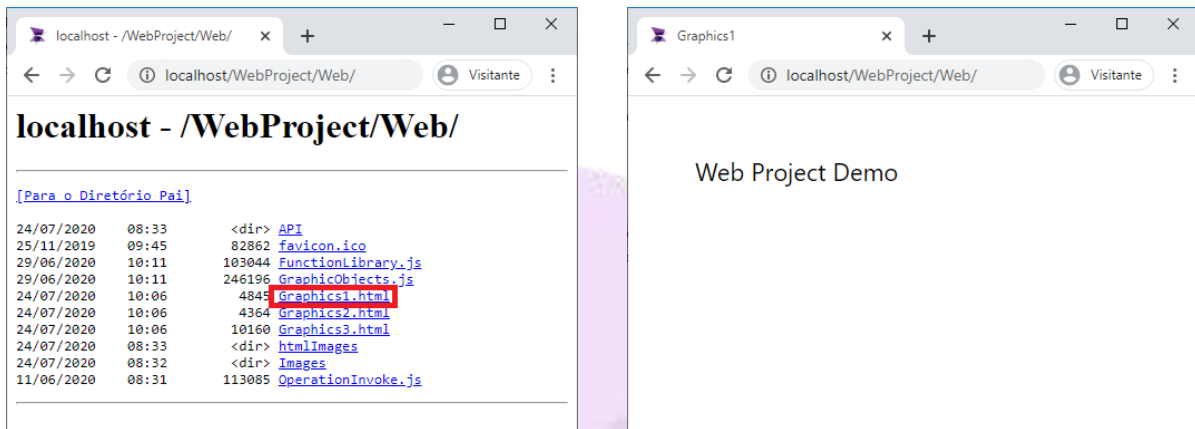 localhost - /WebProject/Web/
localhost/WebProject/Web/
Visitante
localhost - /WebProject/Web/
[Para o Diretório Pai]
24/07/2020 08:33 <dir> API
25/11/2019 09:45 82862 favicon.ico
29/06/2020 10:11 103044 FunctionLibrary.js
29/06/2020 10:11 246196 GraphicObjects.js
24/07/2020 10:06 4845 Graphics1.html
24/07/2020 10:06 4364 Graphics2.html
24/07/2020 10:06 10160 Graphics3.html
24/07/2020 08:33 <dir> htmlImages
24/07/2020 08:32 <dir> Images
11/06/2020 08:31 113085 OperationInvoke.js
Graphics1
localhost/WebProject/Web/
Visitante
Web Project Demo